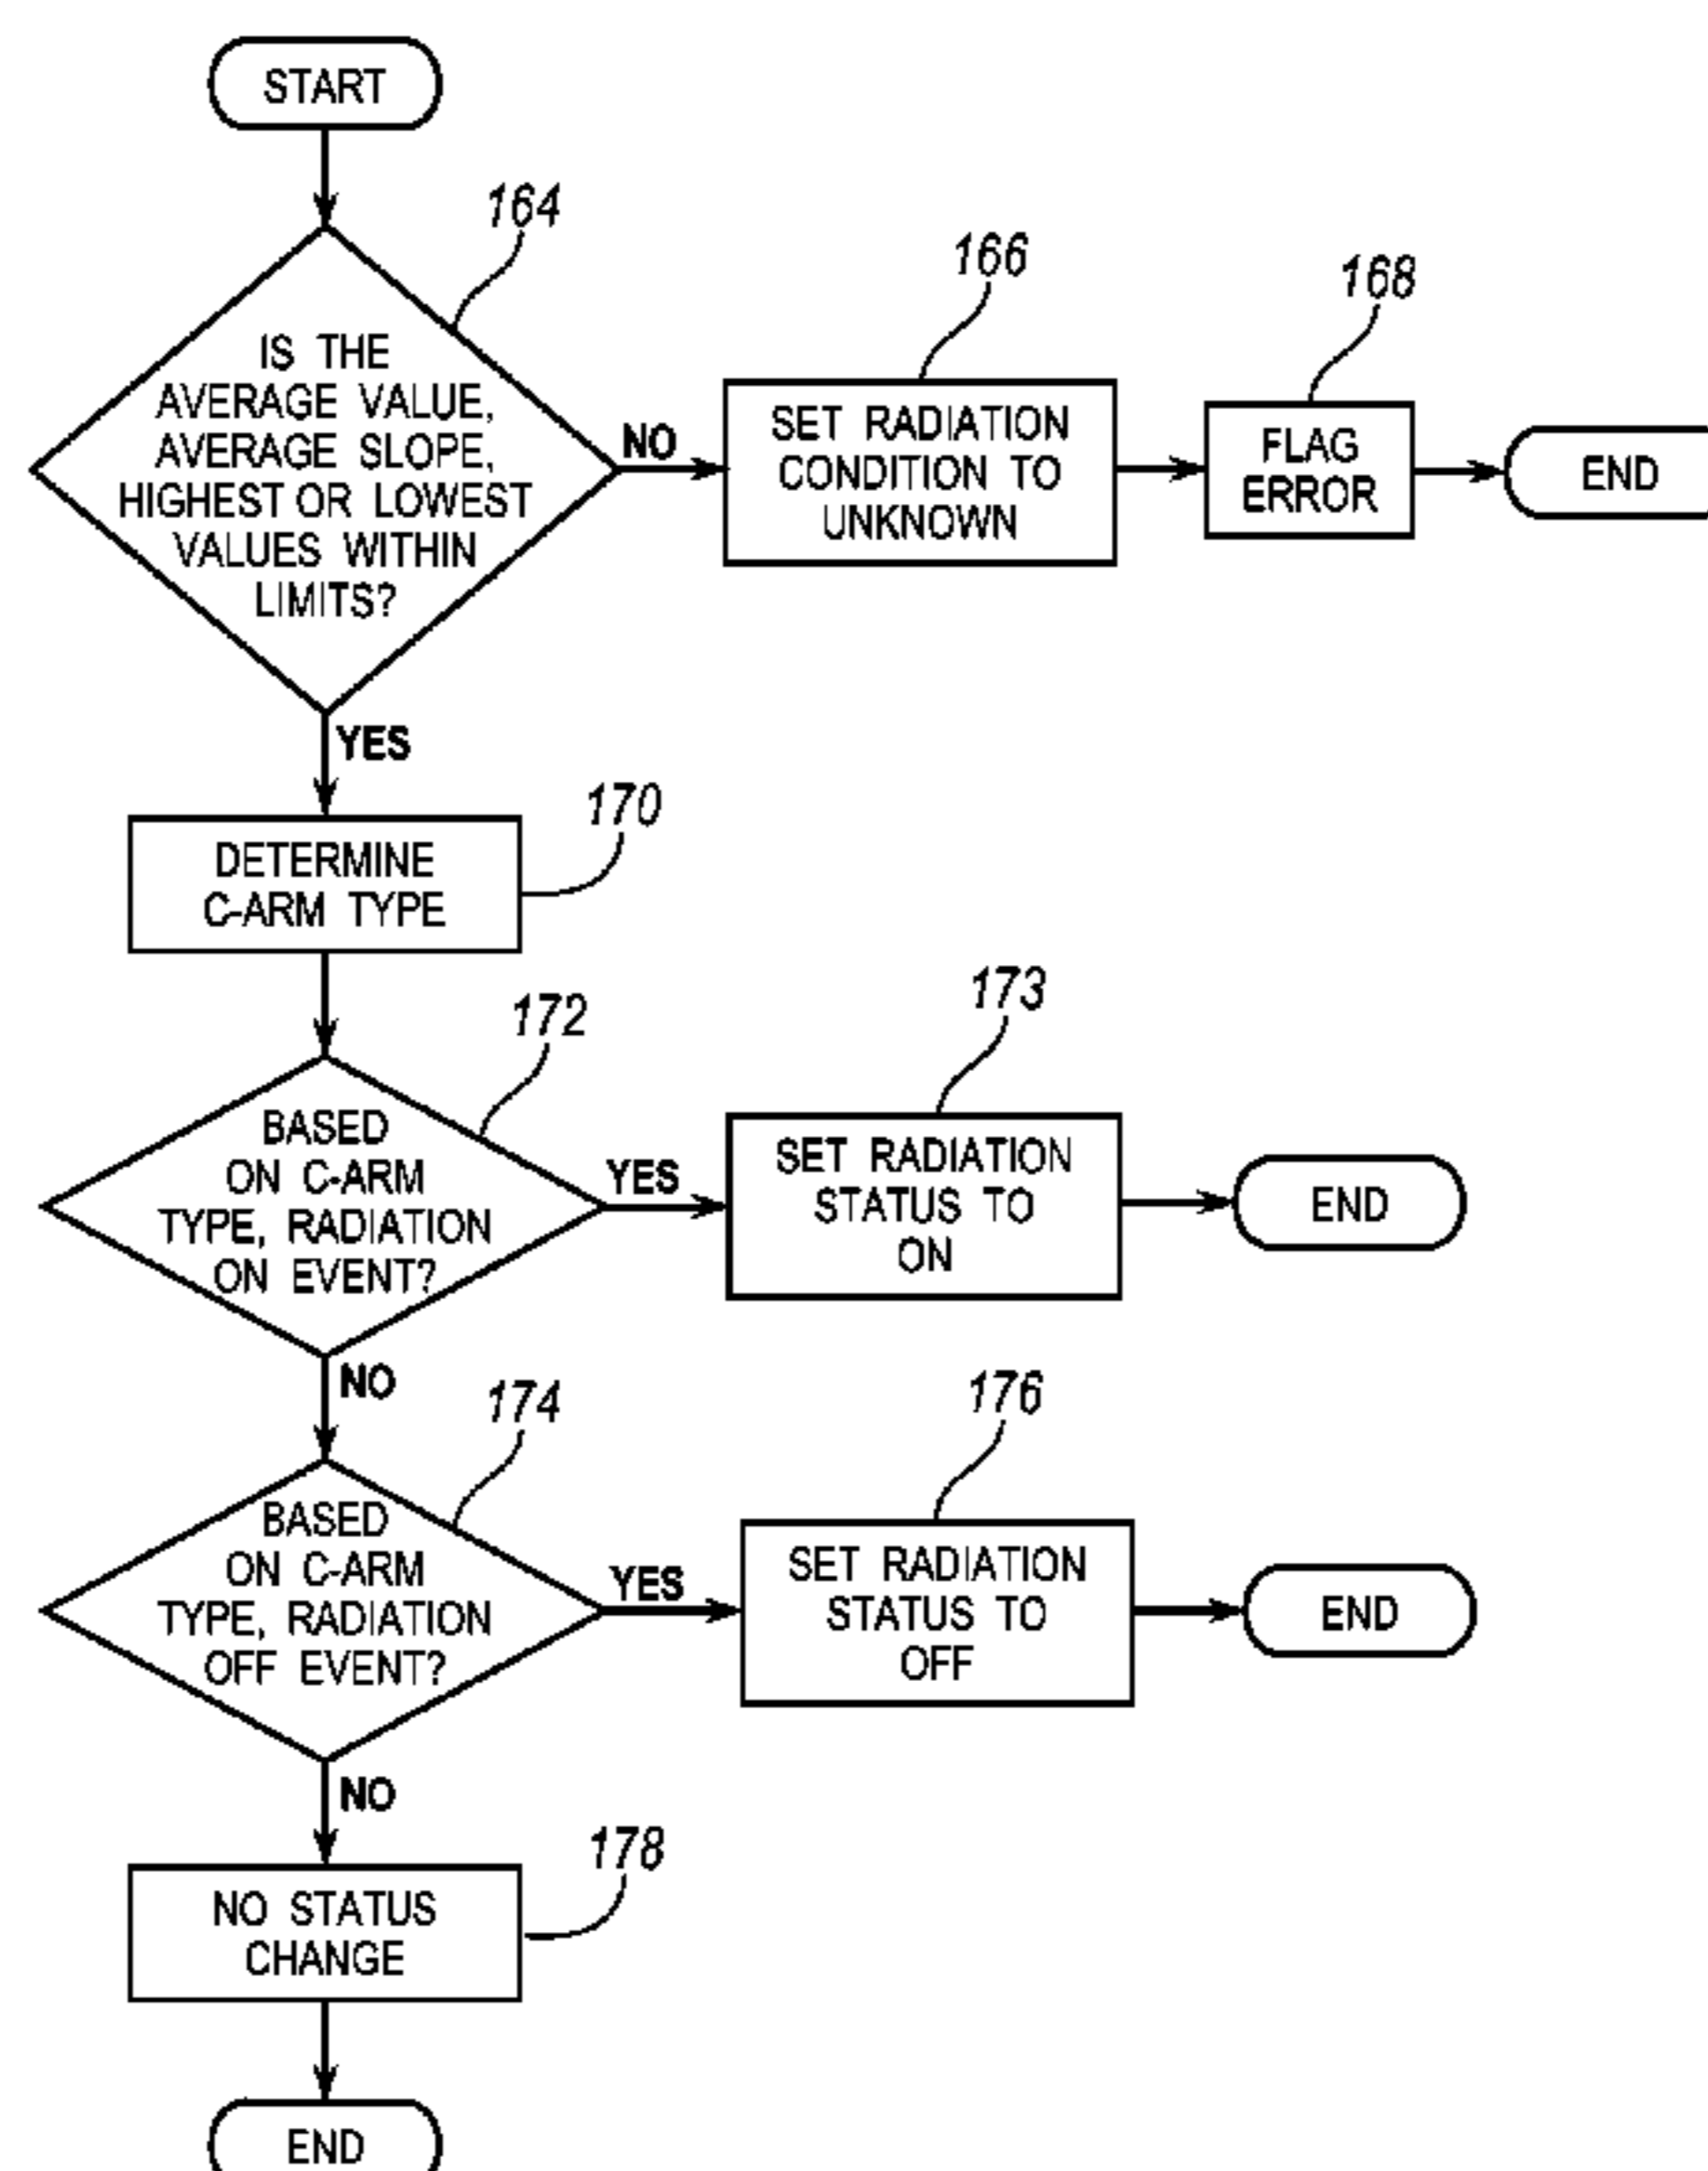 START
164
IS THE
AVERAGE VALUE,
AVERAGE SLOPE,
HIGHEST OR LOWEST
VALUES WITHIN
LIMITS?
NO
166
SET RADIATION
CONDITION TO
UNKNOWN
168
FLAG
ERROR
END
YES
170
DETERMINE
C-ARM TYPE
172
BASED
ON C-ARM
TYPE, RADIATION
ON EVENT?
YES
173
SET RADIATION
STATUS TO
ON
END
NO
174
BASED
ON C-ARM
TYPE, RADIATION
OFF EVENT?
YES
176
SET RADIATION
STATUS TO
OFF
END
NO
178
NO STATUS
CHANGE
END